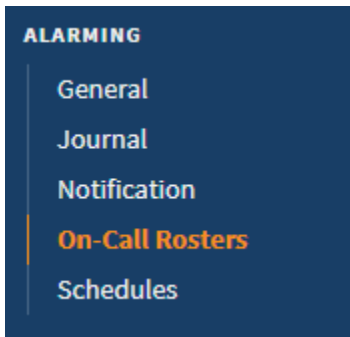 ALARMING
General
Journal
Notification
On-Call Rosters
Schedules